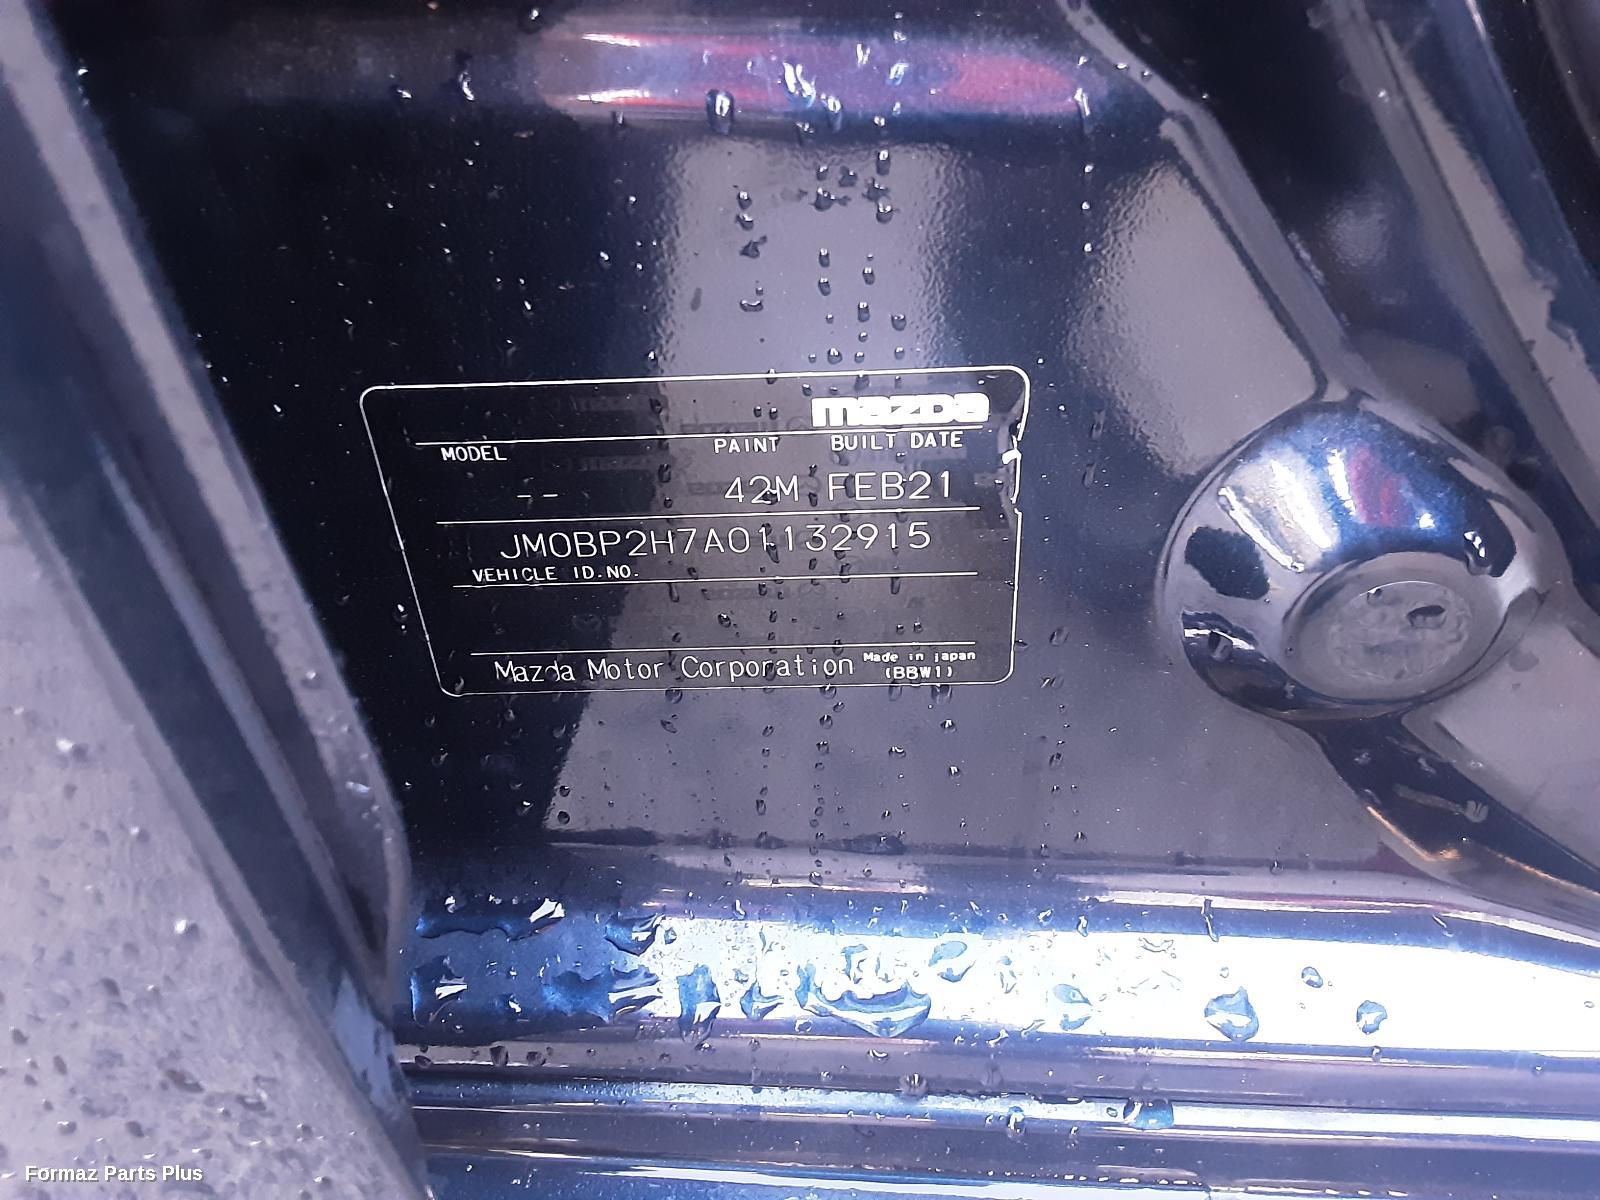 mazda
MODEL PAINT BUILT DATE
-- 42M FEB21
JM0BP2H7A01132915
VEHICLE ID.NO.
Mazda Motor Corporation Made in japan
(BBW1)
Formaz Parts Plus